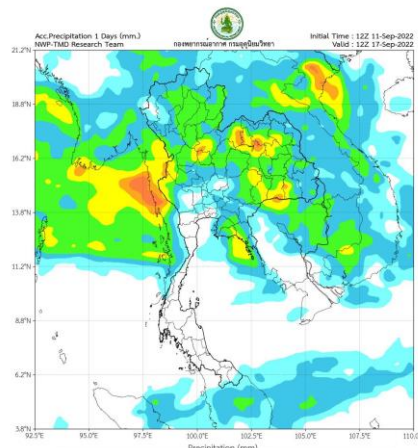 Acc.Precipitation 1 Days (mm.)
NWP-TMD Research Team
กองพยากรณ์อากาศ กรมอุตุนิยมวิทยา
Initial Time : 12Z 11-Sep-2022
Valid : 12Z 17-Sep-2022
21.2°N
18.8°N
16.2°N
13.8°N
11.2°N
8.8°N
6.2°N
3.8°N
92.5°E 95.0°E 97.5°E 100.0°E 102.5°E 105.0°E 107.5°E
Precipitation (mm)